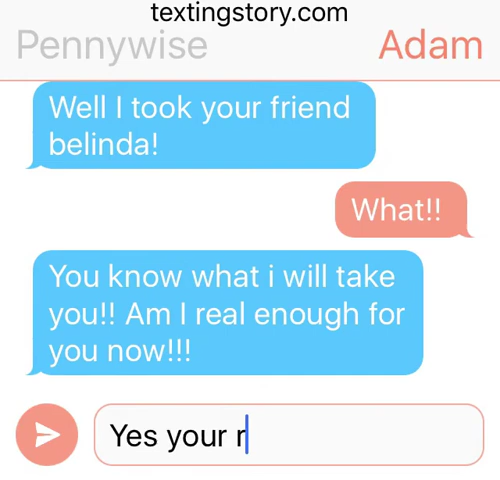 textingstory.com
Pennywise Adam
Well I took your friend
belinda!
What!!
You know what i will take
you!! Am I real enough for
you now!!!
Yes your r